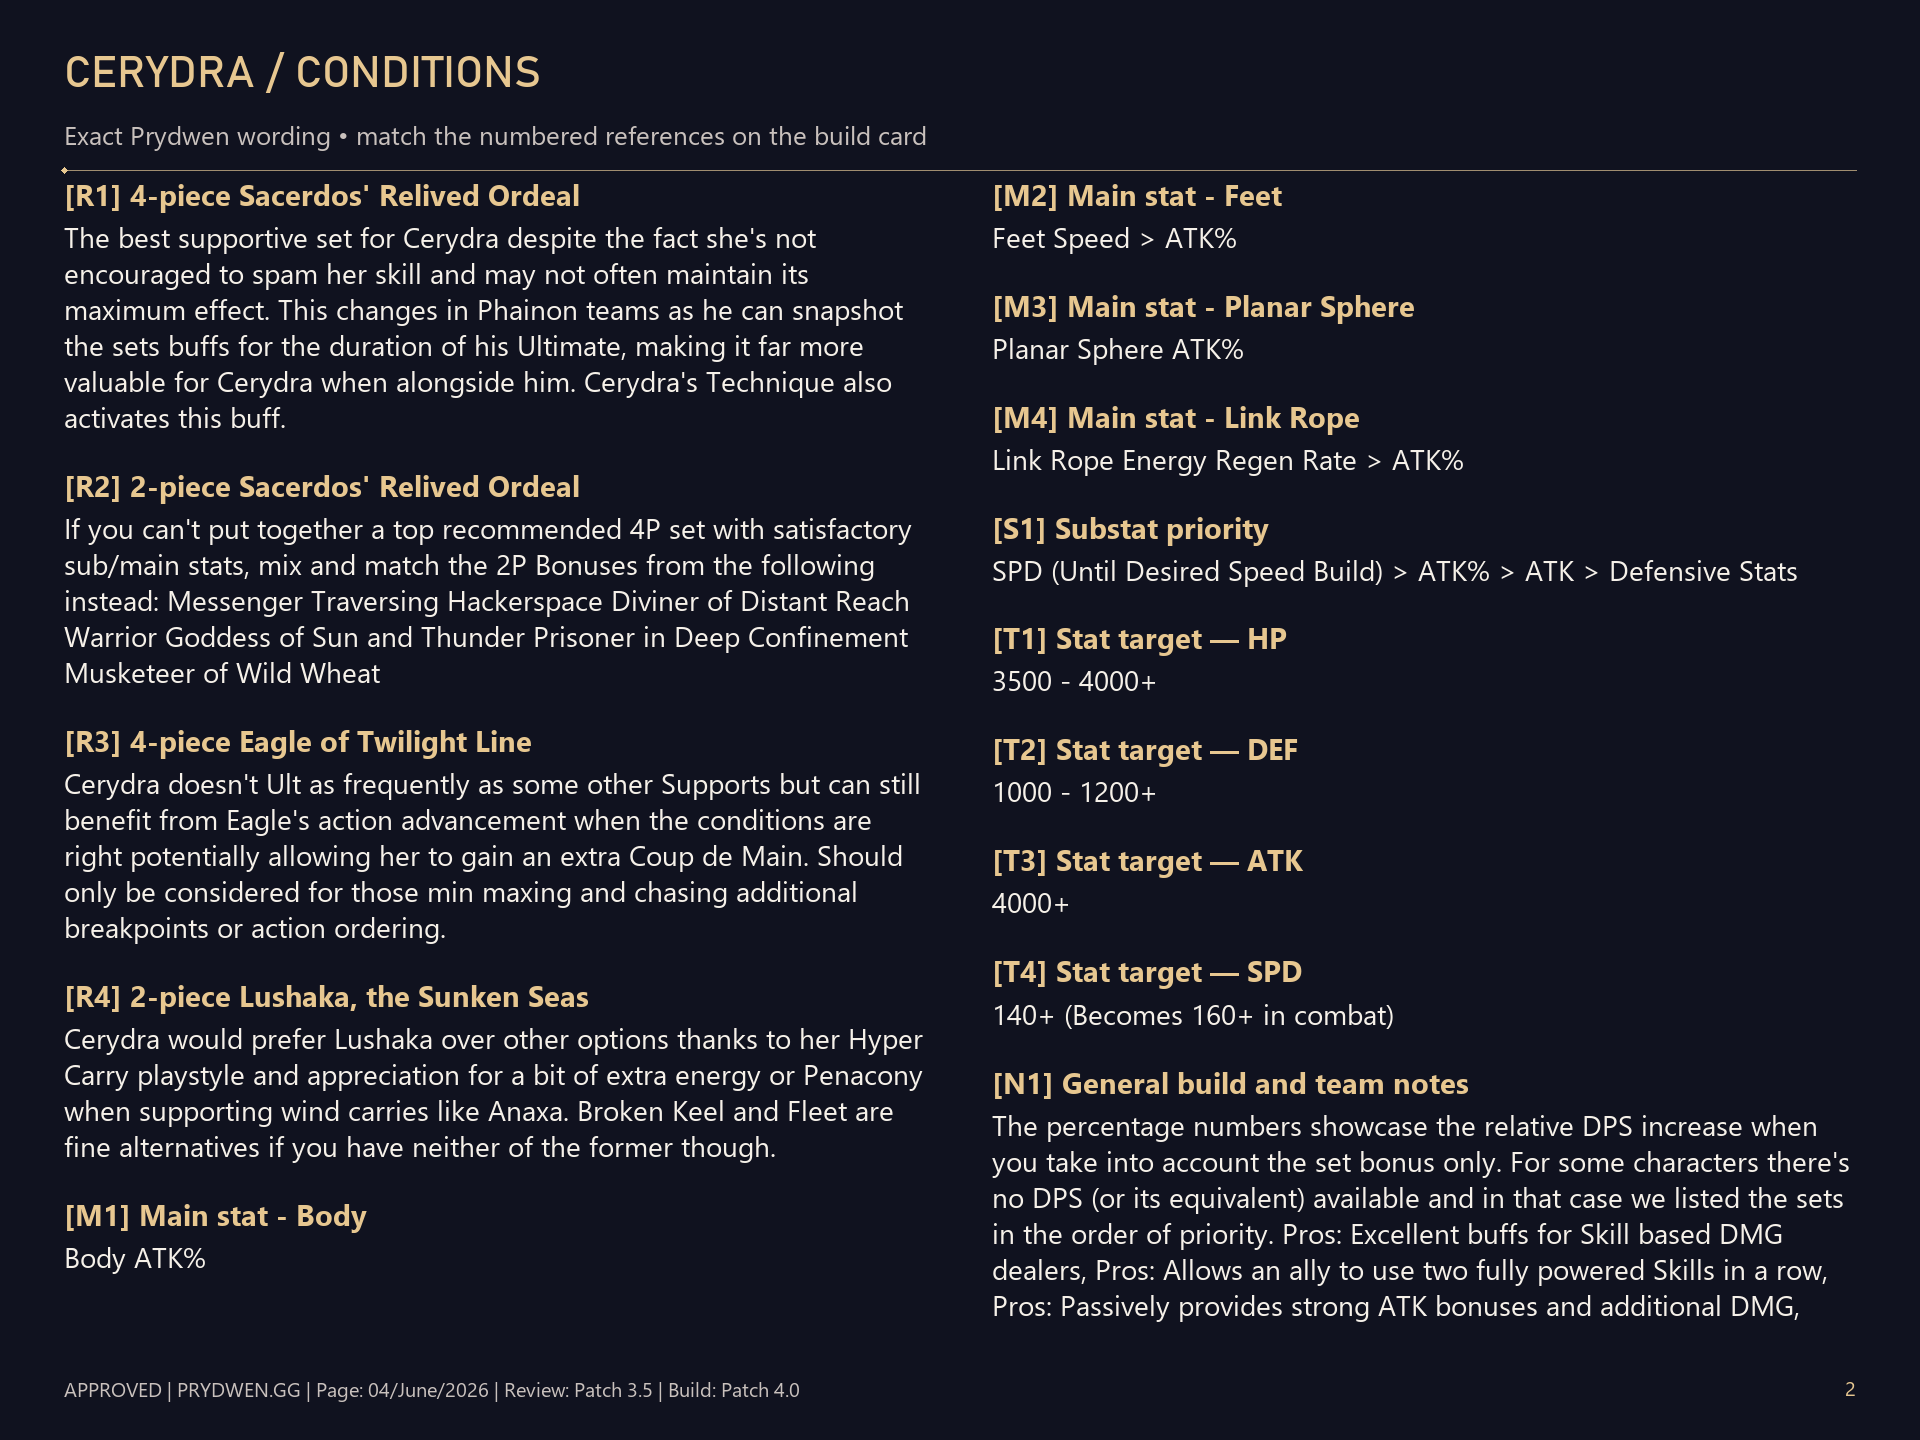 CERYDRA / CONDITIONS
Exact Prydwen wording • match the numbered references on the build card
[R1] 4-piece Sacerdos' Relived Ordeal
The best supportive set for Cerydra despite the fact she's not
encouraged to spam her skill and may not often maintain its
maximum effect. This changes in Phainon teams as he can snapshot
the sets buffs for the duration of his Ultimate, making it far more
valuable for Cerydra when alongside him. Cerydra's Technique also
activates this buff.
[R2] 2-piece Sacerdos' Relived Ordeal
If you can't put together a top recommended 4P set with satisfactory
sub/main stats, mix and match the 2P Bonuses from the following
instead: Messenger Traversing Hackerspace Diviner of Distant Reach
Warrior Goddess of Sun and Thunder Prisoner in Deep Confinement
Musketeer of Wild Wheat
[R3] 4-piece Eagle of Twilight Line
Cerydra doesn't Ult as frequently as some other Supports but can still
benefit from Eagle's action advancement when the conditions are
right potentially allowing her to gain an extra Coup de Main. Should
only be considered for those min maxing and chasing additional
breakpoints or action ordering.
[R4] 2-piece Lushaka, the Sunken Seas
Cerydra would prefer Lushaka over other options thanks to her Hyper
Carry playstyle and appreciation for a bit of extra energy or Penacony
when supporting wind carries like Anaxa. Broken Keel and Fleet are
fine alternatives if you have neither of the former though.
[M1] Main stat - Body
Body ATK%
[M2] Main stat - Feet
Feet Speed > ATK%
[M3] Main stat - Planar Sphere
Planar Sphere ATK%
[M4] Main stat - Link Rope
Link Rope Energy Regen Rate > ATK%
[S1] Substat priority
SPD (Until Desired Speed Build) > ATK% > ATK > Defensive Stats
[T1] Stat target — HP
3500 - 4000+
[T2] Stat target — DEF
1000 - 1200+
[T3] Stat target — ATK
4000+
[T4] Stat target — SPD
140+ (Becomes 160+ in combat)
[N1] General build and team notes
The percentage numbers showcase the relative DPS increase when
you take into account the set bonus only. For some characters there's
no DPS (or its equivalent) available and in that case we listed the sets
in the order of priority. Pros: Excellent buffs for Skill based DMG
dealers, Pros: Allows an ally to use two fully powered Skills in a row,
Pros: Passively provides strong ATK bonuses and additional DMG,
APPROVED | PRYDWEN.GG | Page: 04/June/2026 | Review: Patch 3.5 | Build: Patch 4.0
2